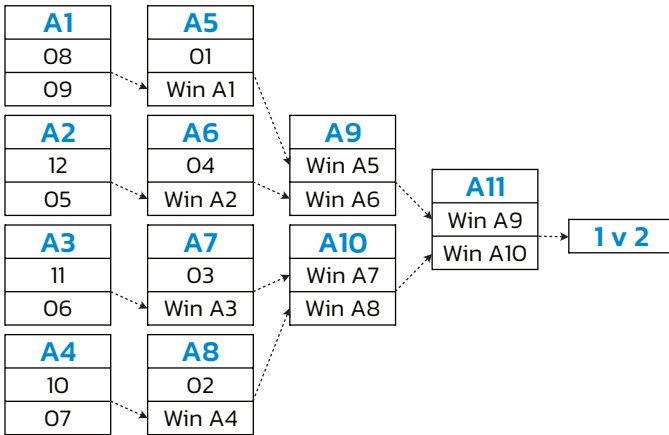 A1
08
09
A5
01
Win A1
A2
12
05
A6
04
Win A2
A9
Win A5
Win A6
A3
11
06
A7
03
Win A3
A10
Win A7
Win A8
A4
10
07
A8
02
Win A4
A11
Win A9
Win A10
1 v 2